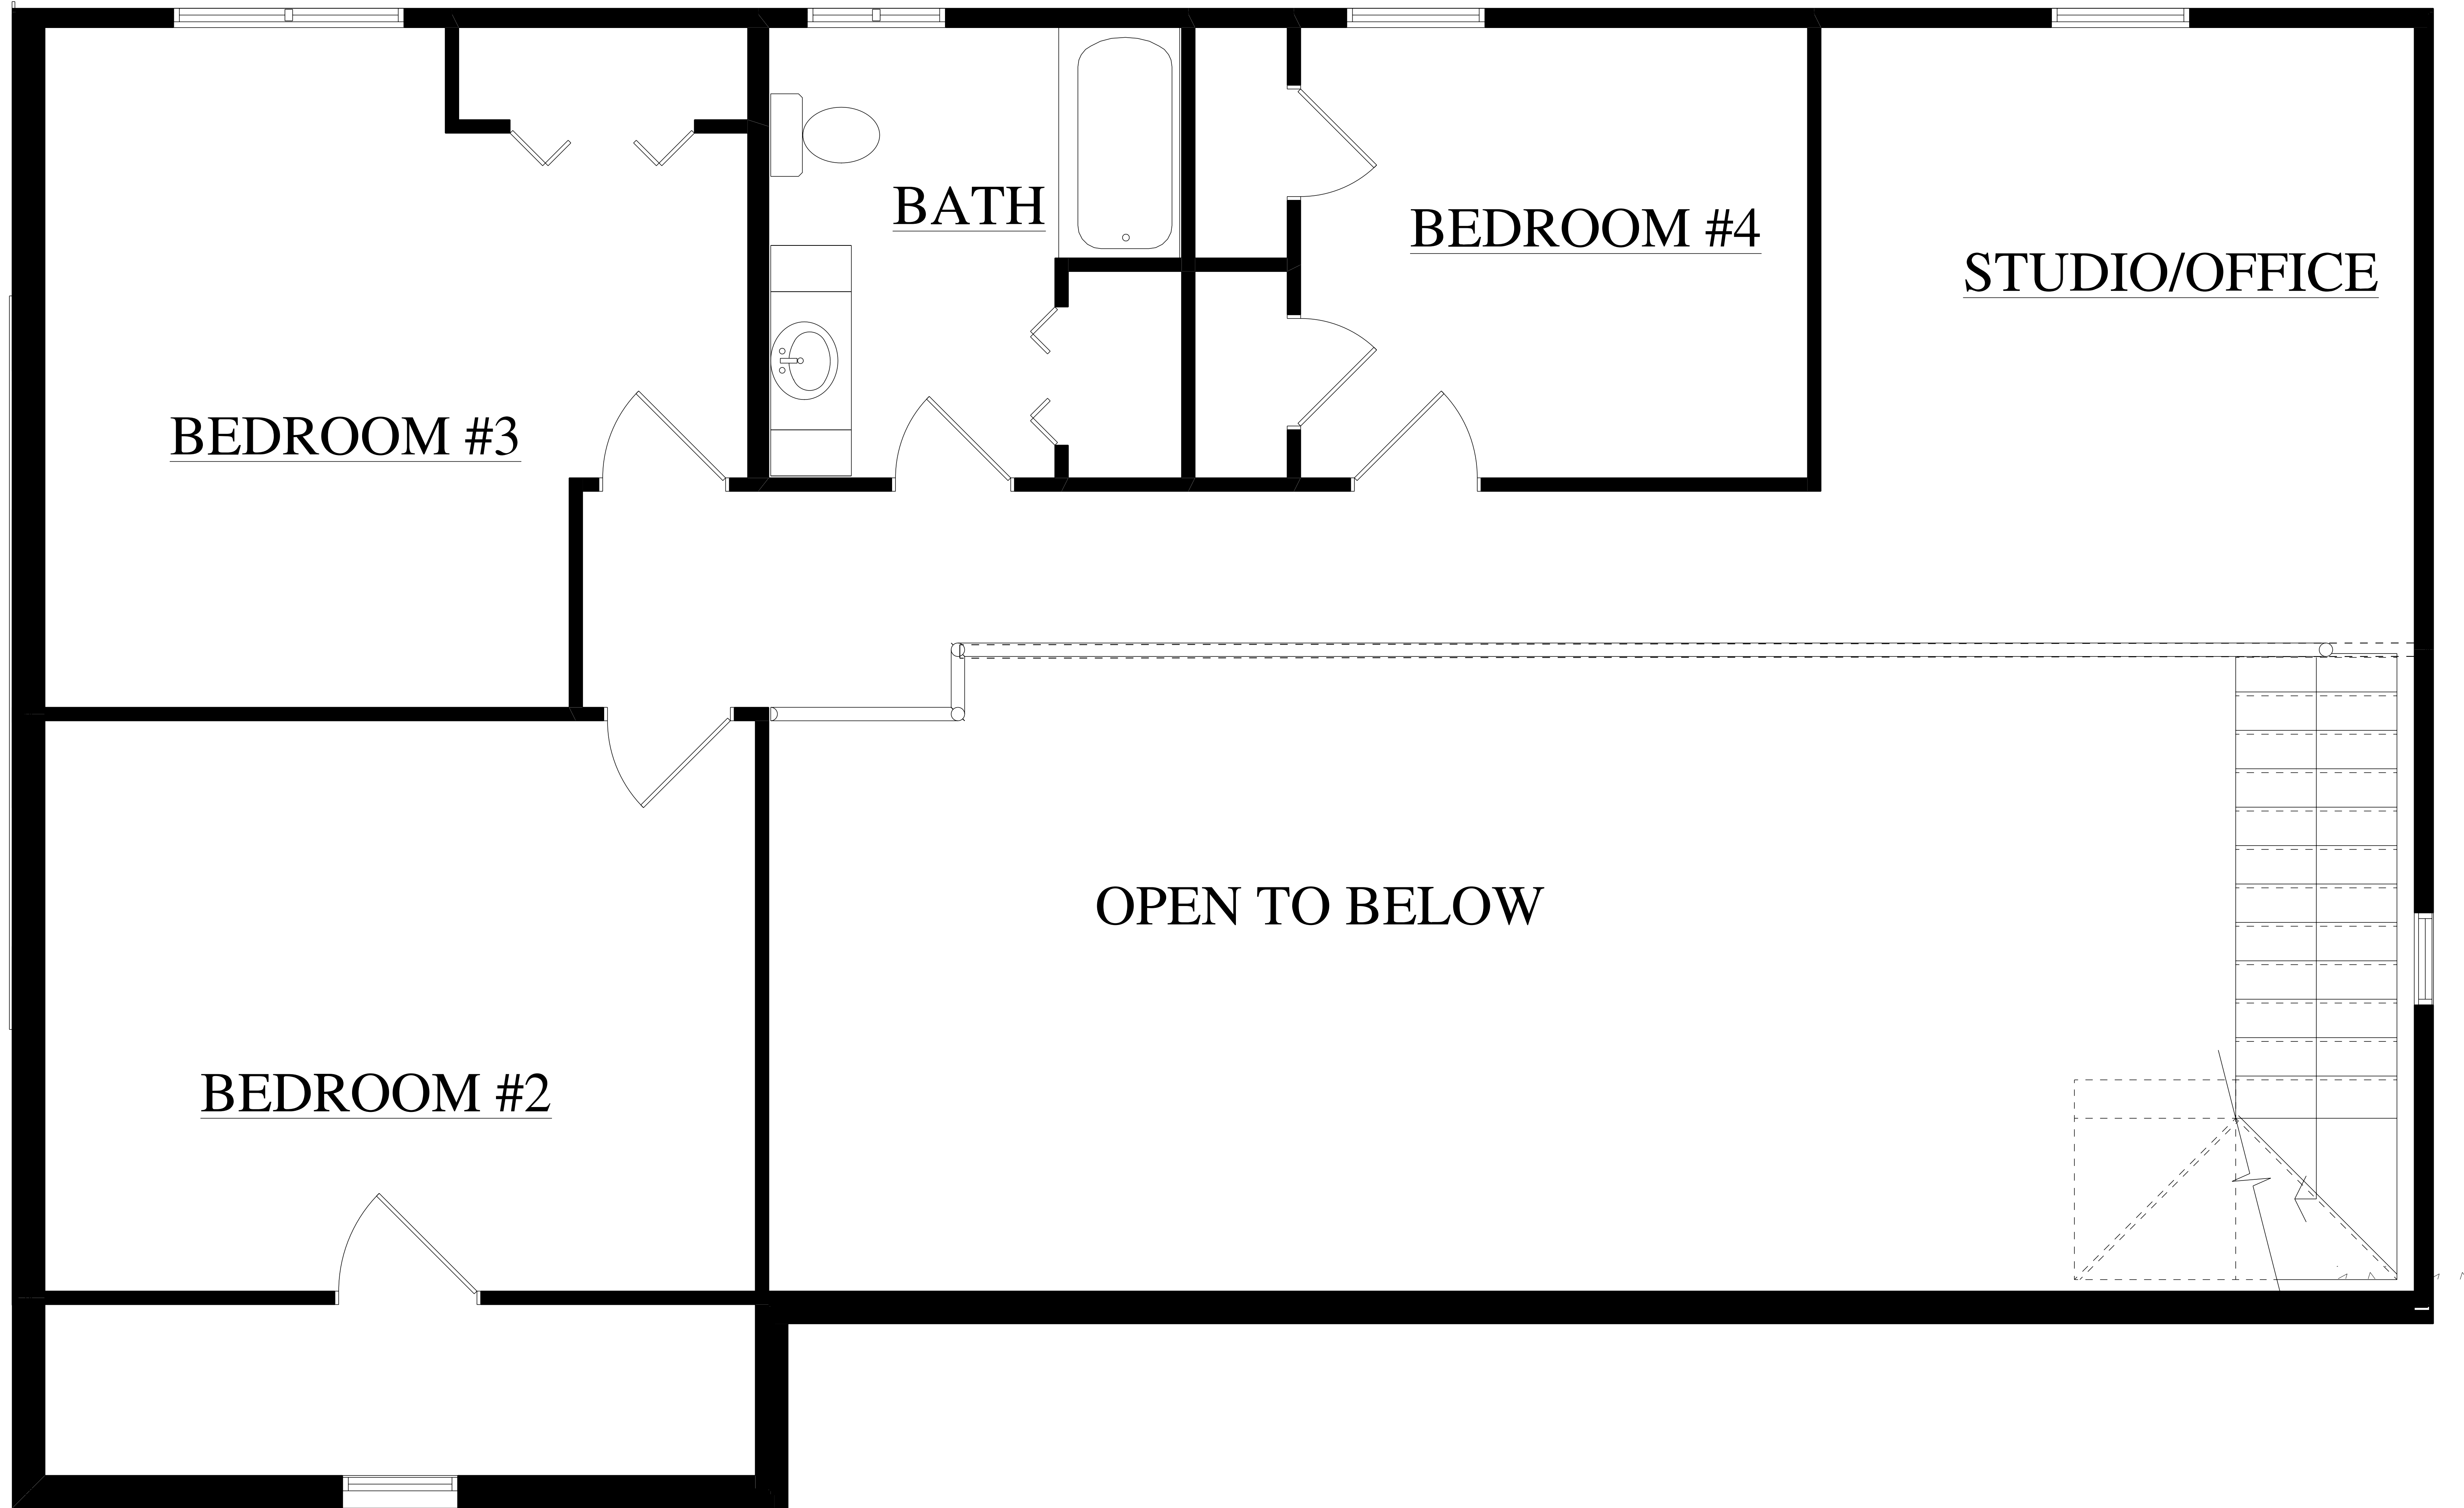 BATH
BEDROOM #4
STUDIO/OFFICE
BEDROOM #3
OPEN TO BELOW
BEDROOM #2